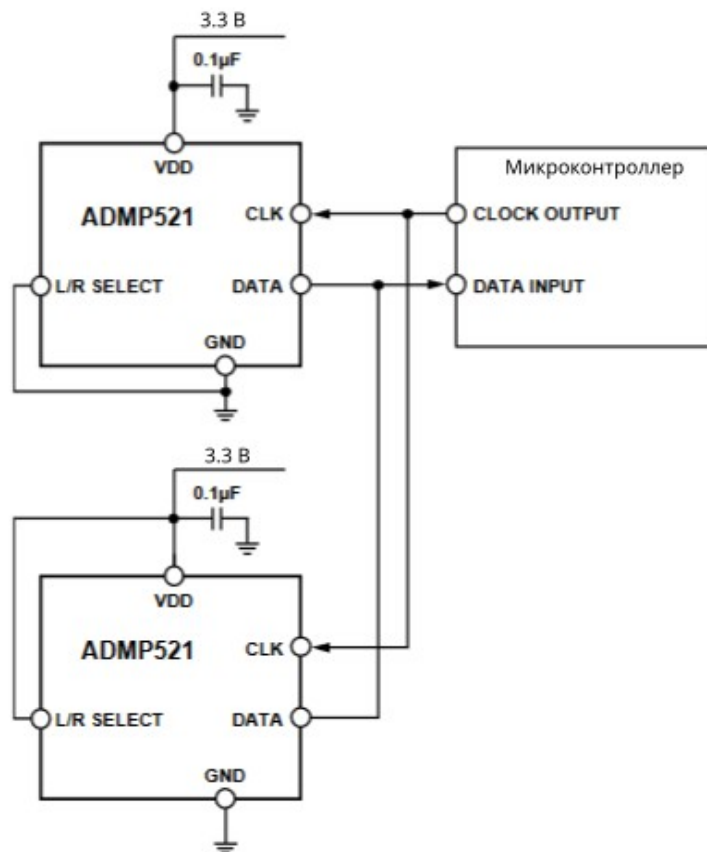 3.3 В
0.1µF
VDD
Микроконтроллер
ADMP521
CLK
CLOCK OUTPUT
L/R SELECT
DATA
DATA INPUT
GND
3.3 В
0.1µF
VDD
ADMP521
CLK
L/R SELECT
DATA
GND